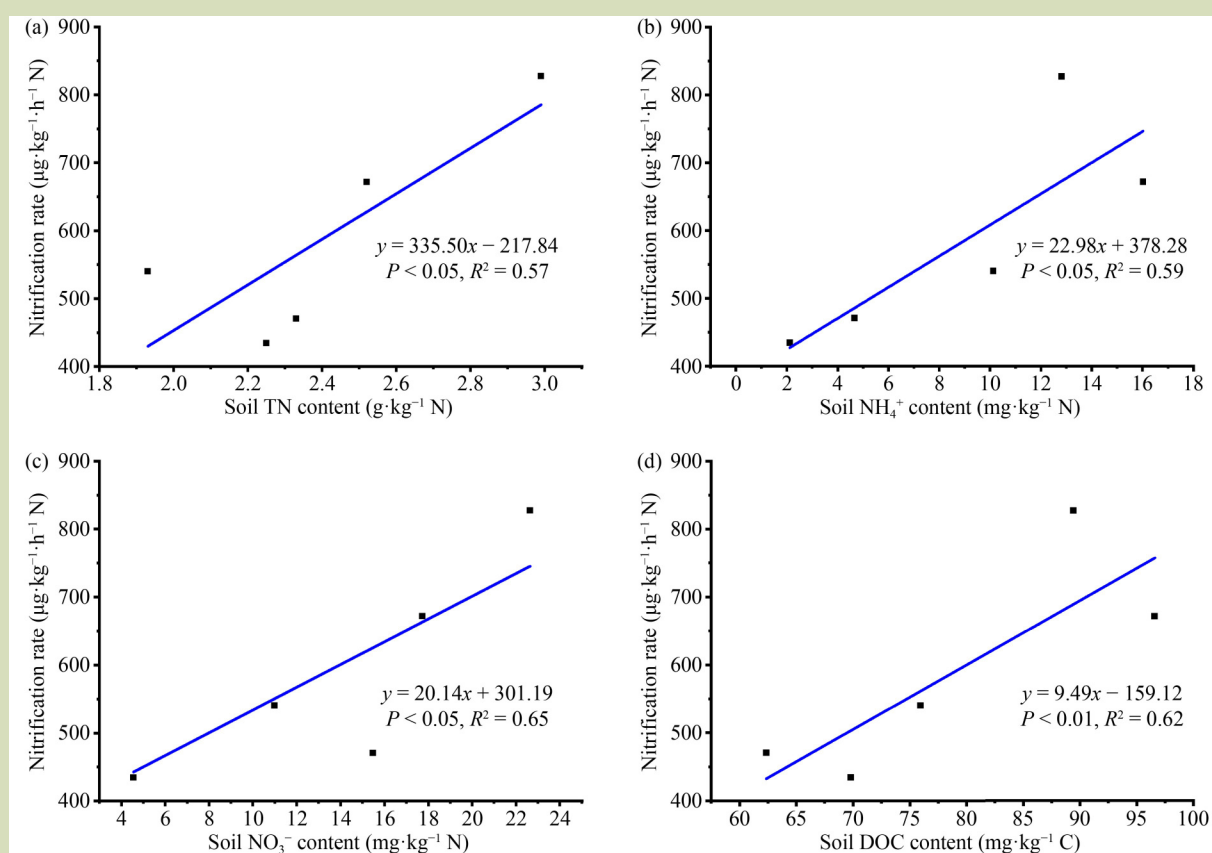 (a)
900
800
700
600
500
400
Nitrification rate (μg·kg⁻¹·h⁻¹ N)
y = 335.50x − 217.84
P < 0.05, R² = 0.57
1.8 2.0 2.2 2.4 2.6 2.8 3.0
Soil TN content (g·kg⁻¹ N)
(b)
900
800
700
600
500
400
Nitrification rate (μg·kg⁻¹·h⁻¹ N)
y = 22.98x + 378.28
P < 0.05, R² = 0.59
0 2 4 6 8 10 12 14 16 18
Soil NH₄⁺ content (mg·kg⁻¹ N)
(c)
900
800
700
600
500
400
Nitrification rate (μg·kg⁻¹·h⁻¹ N)
y = 20.14x + 301.19
P < 0.05, R² = 0.65
4 6 8 10 12 14 16 18 20 22 24
Soil NO₃⁻ content (mg·kg⁻¹ N)
(d)
900
800
700
600
500
400
Nitrification rate (μg·kg⁻¹·h⁻¹ N)
y = 9.49x − 159.12
P < 0.01, R² = 0.62
60 65 70 75 80 85 90 95 100
Soil DOC content (mg·kg⁻¹ C)